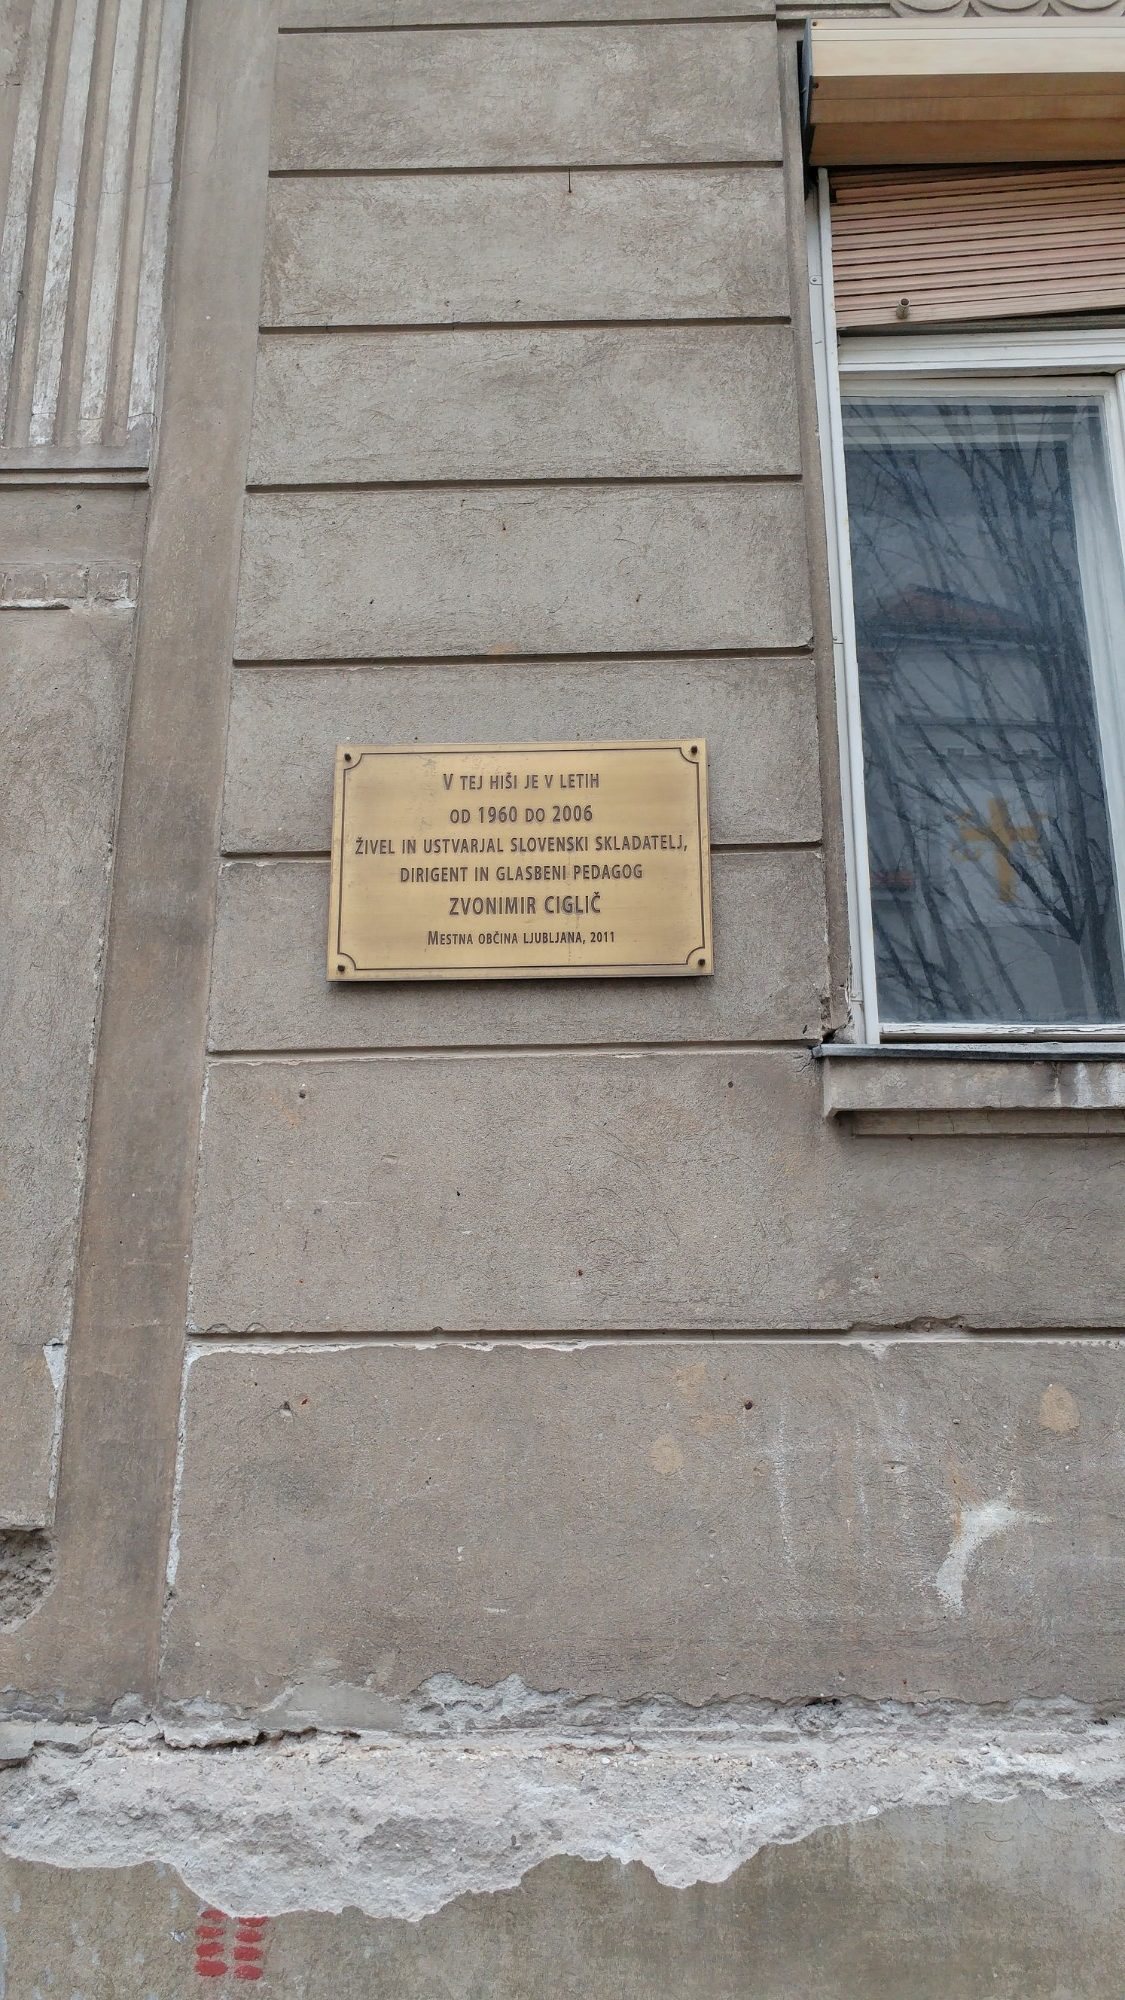 V TEJ HIŠI JE V LETIH
OD 1960 DO 2006
ŽIVEL IN USTVARJAL SLOVENSKI SKLADATELJ,
DIRIGENT IN GLASBENI PEDAGOG
ZVONIMIR CIGLIČ
MESTNA OBČINA LJUBLJANA, 2011